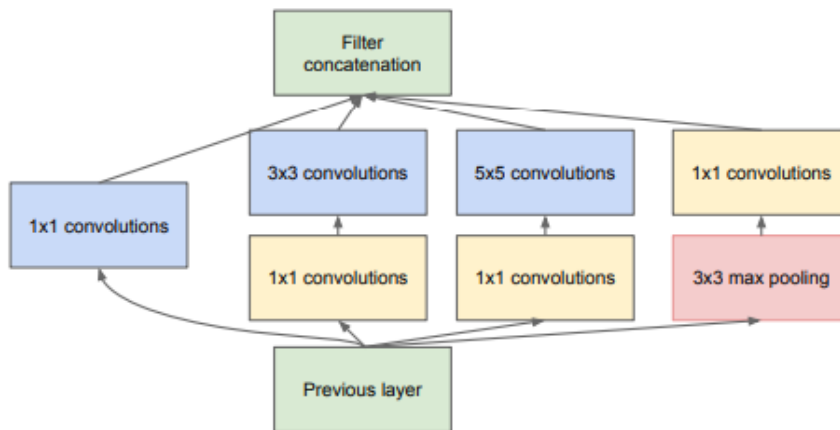 Filter
concatenation
3x3 convolutions
5x5 convolutions
1x1 convolutions
1x1 convolutions
1x1 convolutions
1x1 convolutions
3x3 max pooling
Previous layer